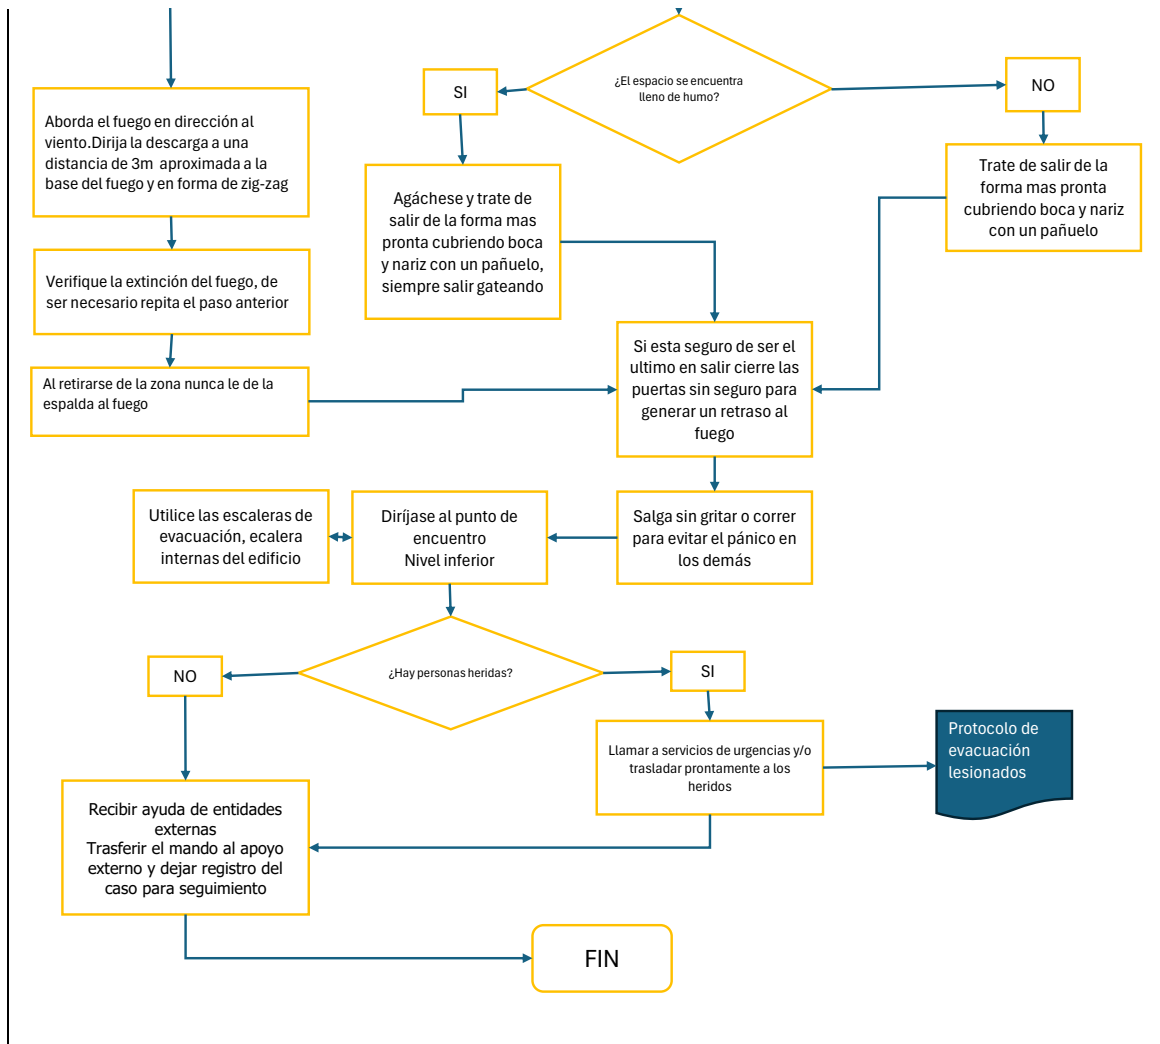 ¿El espacio se encuentra
lleno de humo?
SI
NO
Aborda el fuego en dirección al
viento.Dirija la descarga a una
distancia de 3m aproximada a la
base del fuego y en forma de zig-zag
Agáchese y trate de
salir de la forma mas
pronta cubriendo boca
y nariz con un pañuelo,
siempre salir gateando
Trate de salir de la
forma mas pronta
cubriendo boca y nariz
con un pañuelo
Verifique la extinción del fuego, de
ser necesario repita el paso anterior
Al retirarse de la zona nunca le de la
espalda al fuego
Si esta seguro de ser el
ultimo en salir cierre las
puertas sin seguro para
generar un retraso al
fuego
Utilice las escaleras de
evacuación, ecalera
internas del edificio
Diríjase al punto de
encuentro
Nivel inferior
Salga sin gritar o correr
para evitar el pánico en
los demás
¿Hay personas heridas?
NO
SI
Llamar a servicios de urgencias y/o
trasladar prontamente a los
heridos
Protocolo de
evacuación
lesionados
Recibir ayuda de entidades
externas
Trasferir el mando al apoyo
externo y dejar registro del
caso para seguimiento
FIN